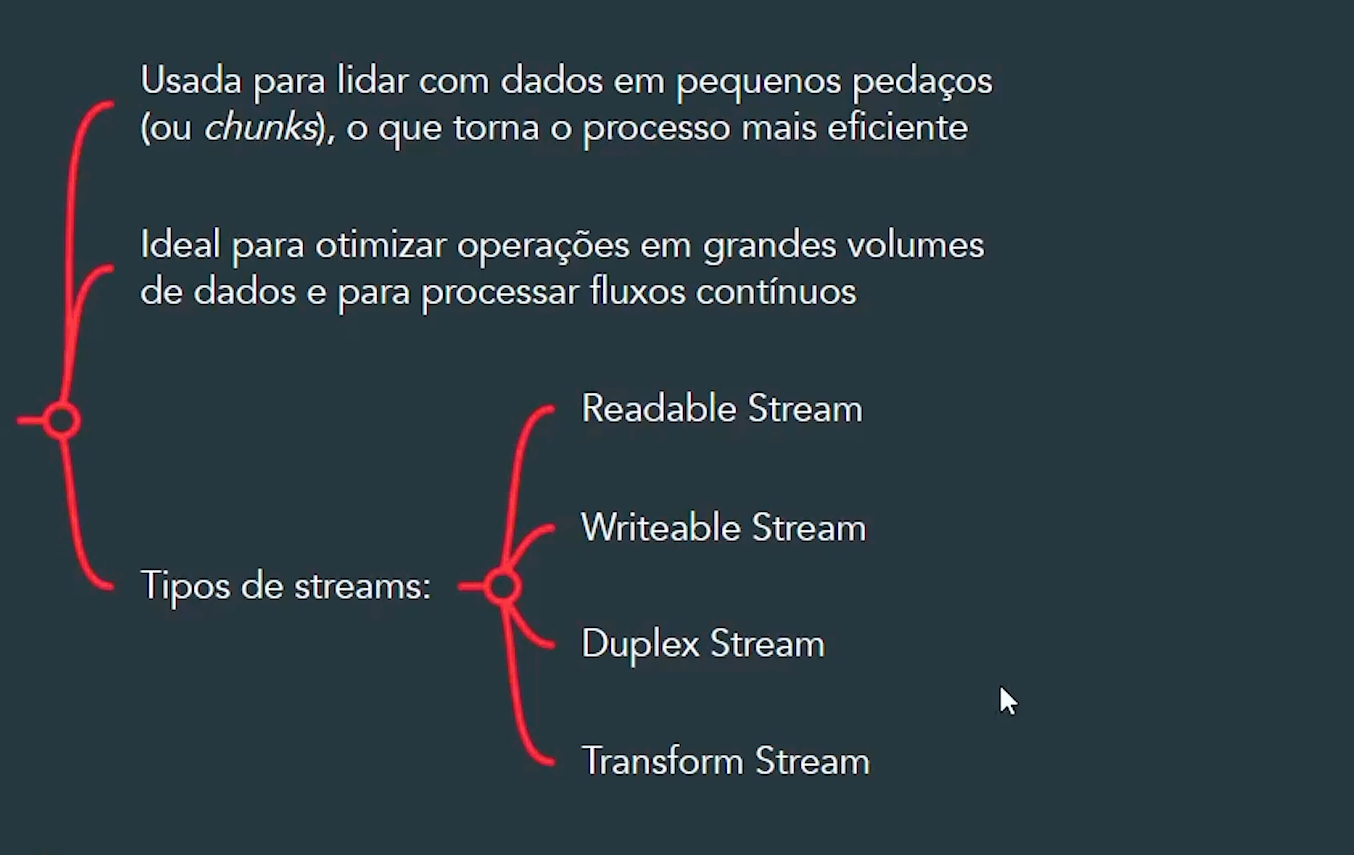 Usada para lidar com dados em pequenos pedaços
(ou chunks), o que torna o processo mais eficiente
Ideal para otimizar operações em grandes volumes
de dados e para processar fluxos contínuos
Tipos de streams:
Readable Stream
Writeable Stream
Duplex Stream
Transform Stream